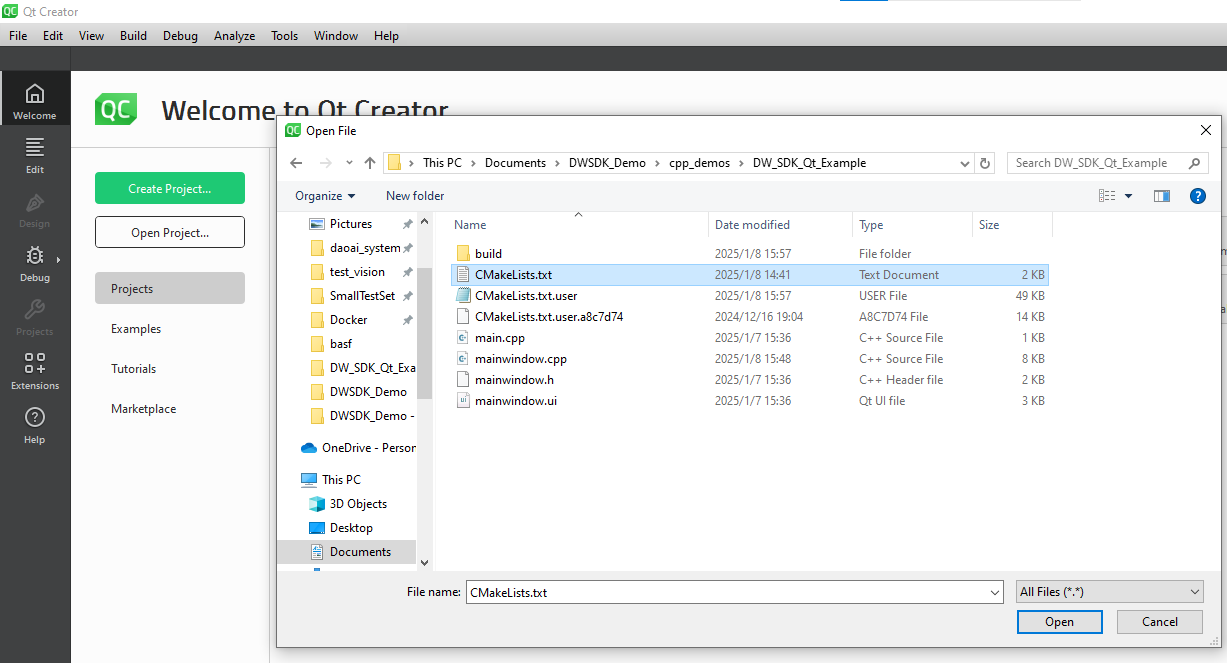 QC Qt Creator
File Edit View Build Debug Analyze Tools Window Help
Welcome
Edit
Design
Debug
Projects
Extensions
Help
QC Welcome to Qt Creator
Create Project...
Open Project...
Projects
Examples
Tutorials
Marketplace
QC Open File
This PC > Documents > DWSDK_Demo > cpp_demos > DW_SDK_Qt_Example
Search DW_SDK_Qt_Example
Organize New folder
Pictures
daoai_system
test_vision
SmallTestSet
Docker
basf
DW_SDK_Qt_Exa
DWSDK_Demo
DWSDK_Demo -
OneDrive - Person
This PC
3D Objects
Desktop
Documents
Name Date modified Type Size
build 2025/1/8 15:57 File folder
CMakeLists.txt 2025/1/8 14:41 Text Document 2 KB
CMakeLists.txt.user 2025/1/8 15:57 USER File 49 KB
CMakeLists.txt.user.a8c7d74 2024/12/16 19:04 A8C7D74 File 14 KB
main.cpp 2025/1/7 15:36 C++ Source File 1 KB
mainwindow.cpp 2025/1/8 15:48 C++ Source File 8 KB
mainwindow.h 2025/1/7 15:36 C++ Header file 2 KB
mainwindow.ui 2025/1/7 15:36 Qt UI file 3 KB
File name: CMakeLists.txt All Files (*.*)
Open Cancel